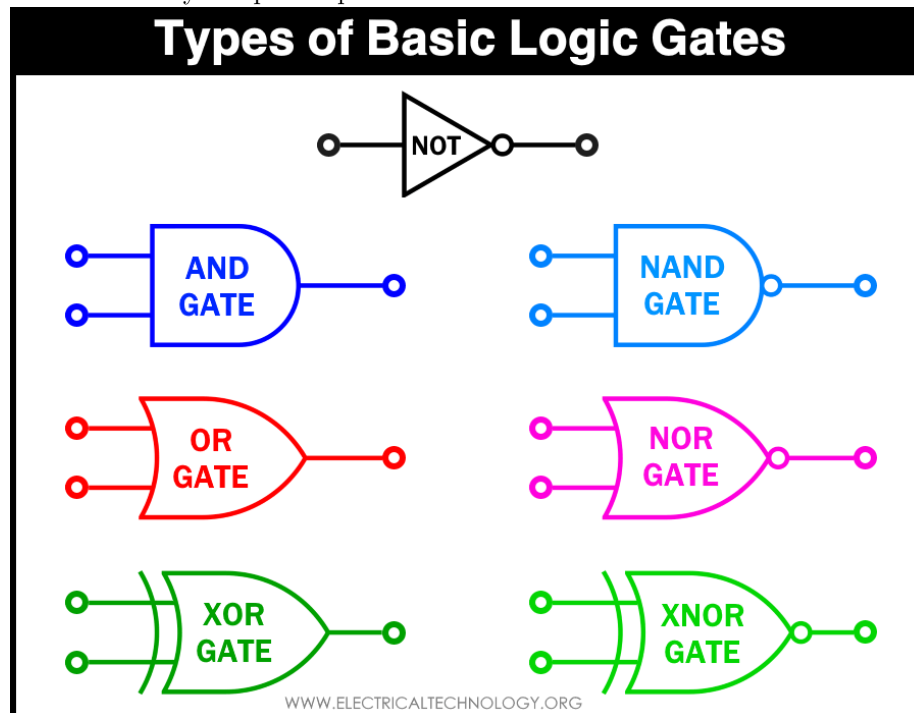 Types of Basic Logic Gates
NOT
AND
GATE
NAND
GATE
OR
GATE
NOR
GATE
XOR
GATE
XNOR
GATE
WWW.ELECTRICALTECHNOLOGY.ORG